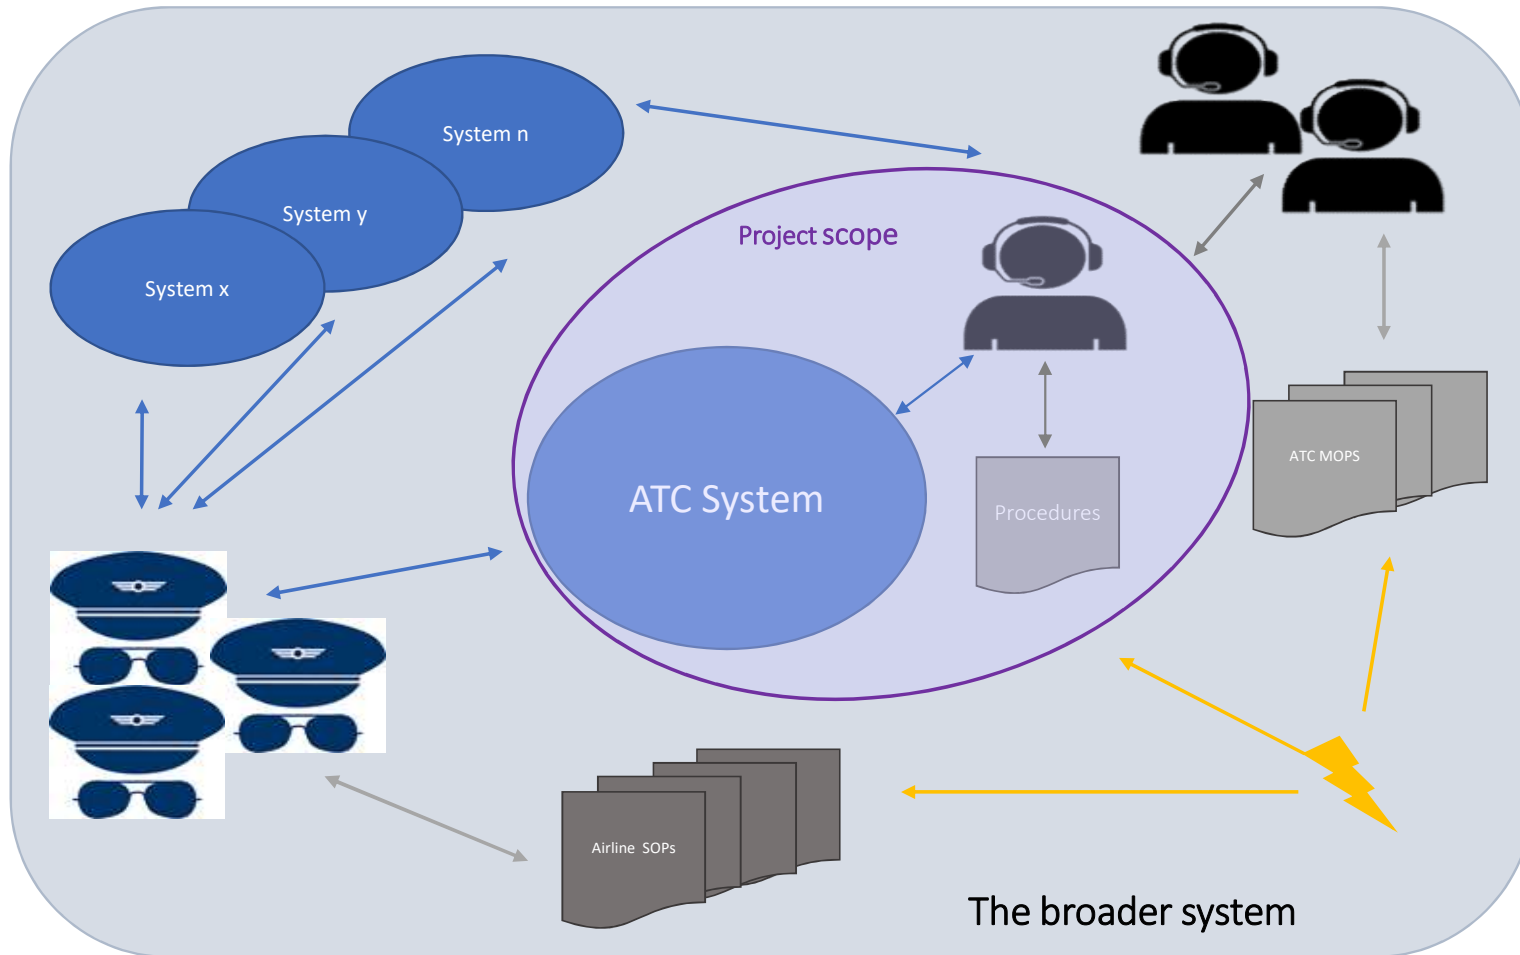 System n
System y
System x
Project scope
ATC System
Procedures
ATC MOPS
Airline SOPs
The broader system